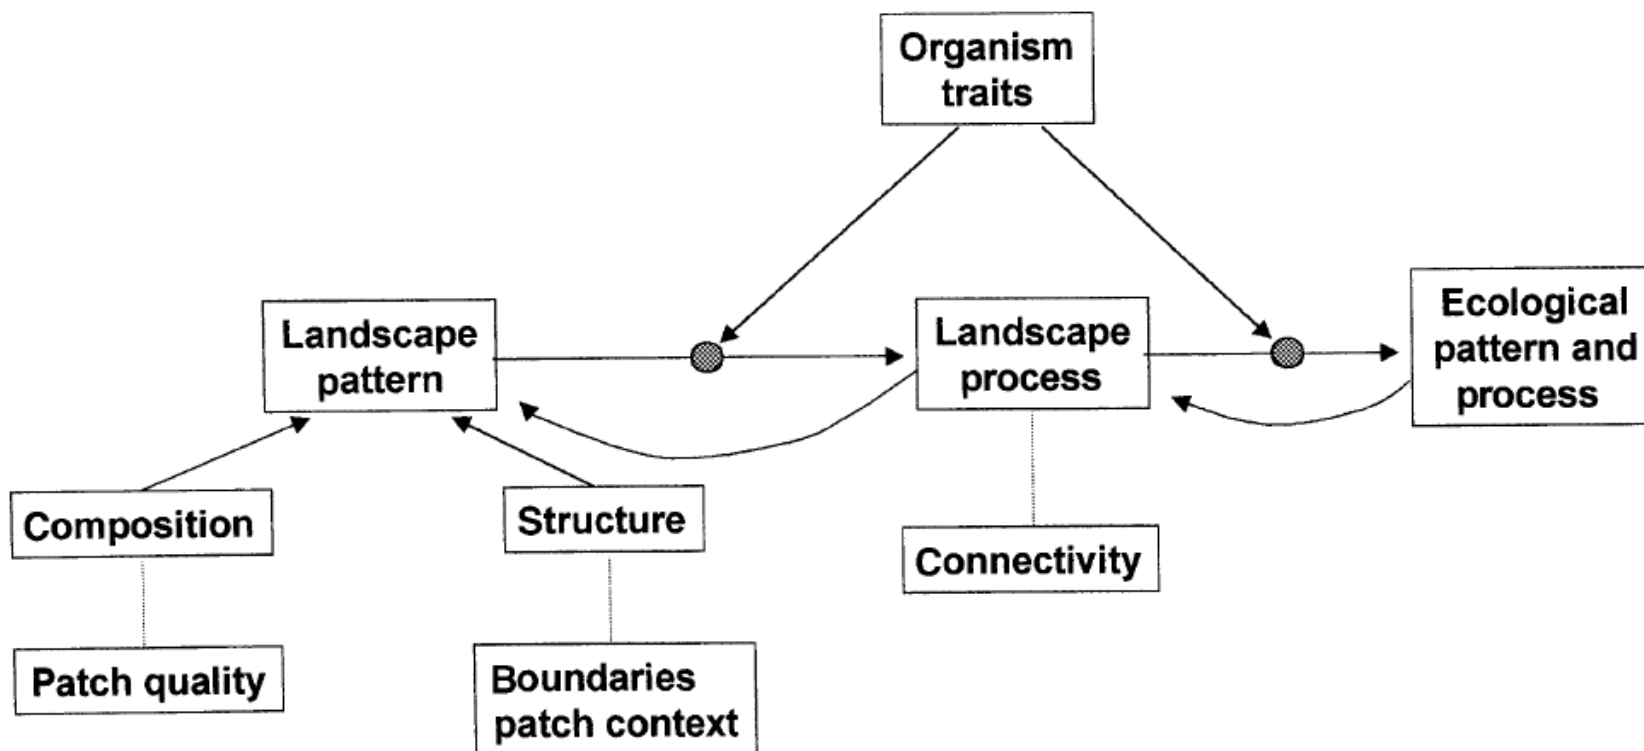 Organism
traits
Landscape
pattern
Landscape
process
Ecological
pattern and
process
Composition
Structure
Connectivity
Patch quality
Boundaries
patch context